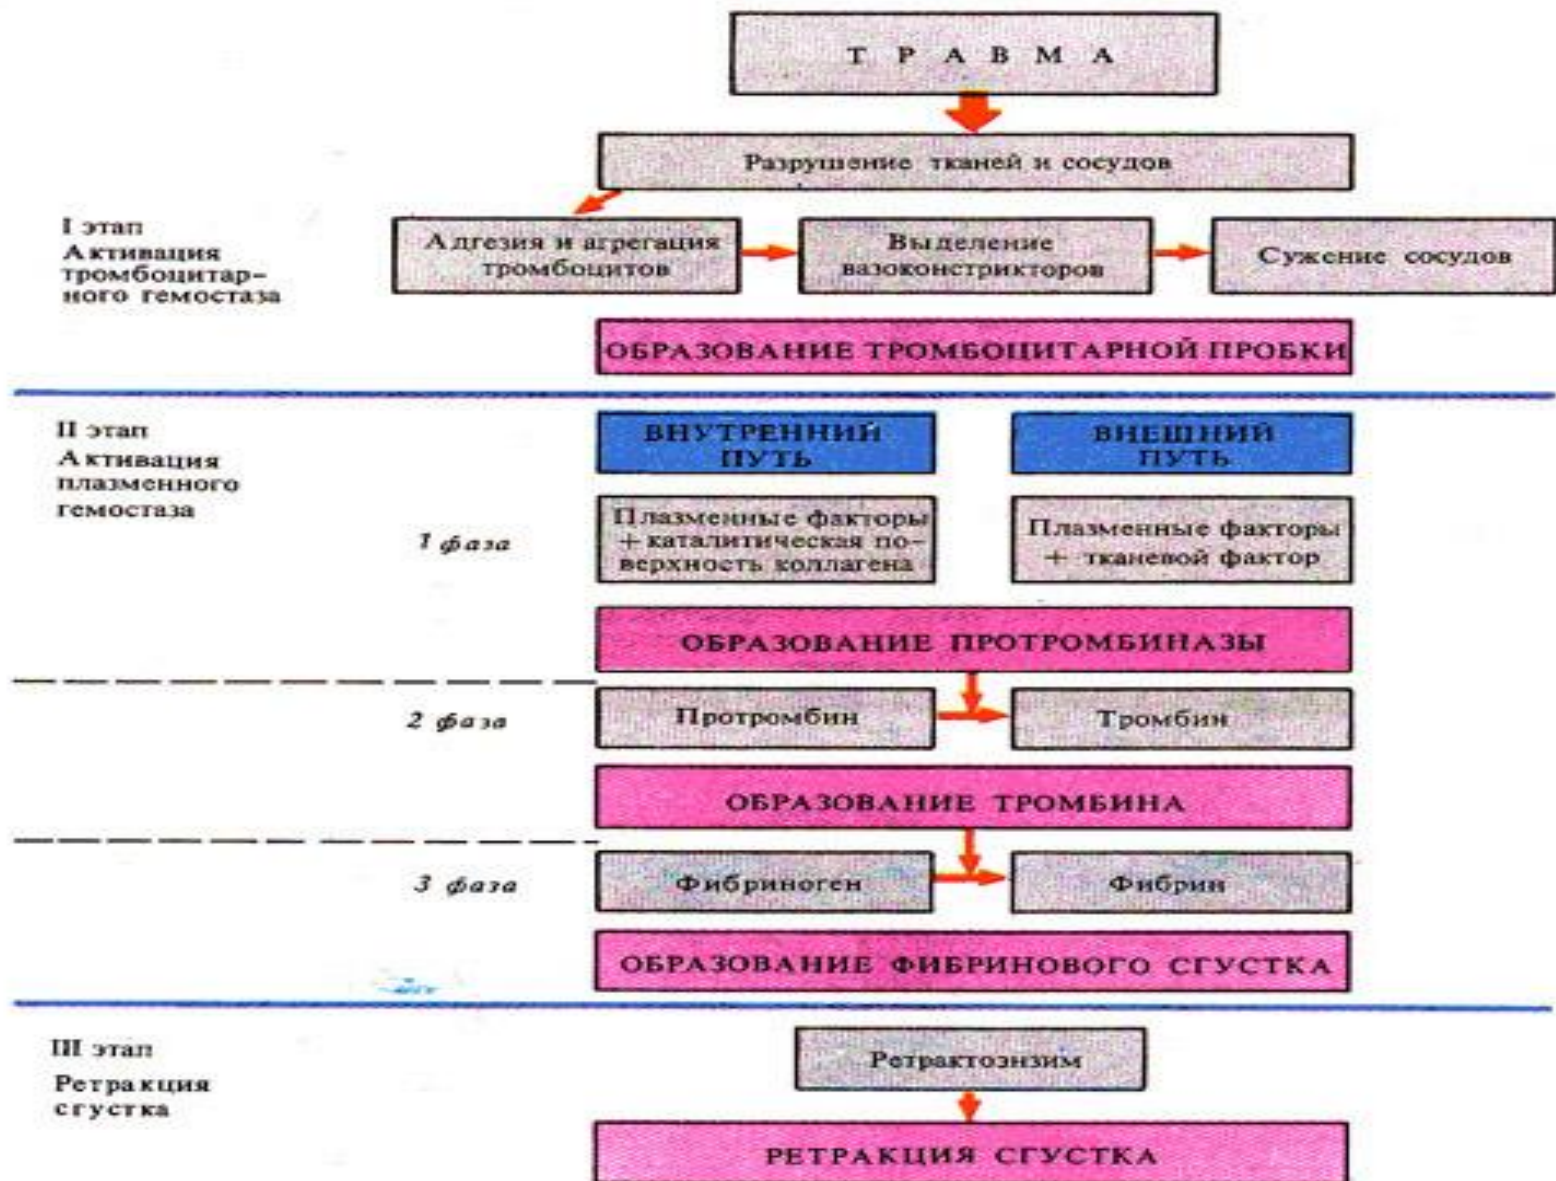 ТРАВМА
Разрушение тканей и сосудов
I этап
Активация
тромбоцитар-
ного гемостаза
Адгезия и агрегация
тромбоцитов
Выделение
вазоконстрикторов
Сужение сосудов
ОБРАЗОВАНИЕ ТРОМБОЦИТАРНОЙ ПРОБКИ
II этап
Активация
плазменного
гемостаза
ВНУТРЕННИЙ
ПУТЬ
ВНЕШНИЙ
ПУТЬ
1 фаза
Плазменные факторы
+ каталитическая по-
верхность коллагена
Плазменные факторы
+ тканевой фактор
ОБРАЗОВАНИЕ ПРОТРОМБИНАЗЫ
2 фаза
Протромбин
Тромбин
ОБРАЗОВАНИЕ ТРОМБИНА
3 фаза
Фибриноген
Фибрин
ОБРАЗОВАНИЕ ФИБРИНОВОГО СГУСТКА
III этап
Ретракция
сгустка
Ретрактоэнзим
РЕТРАКЦИЯ СГУСТКА